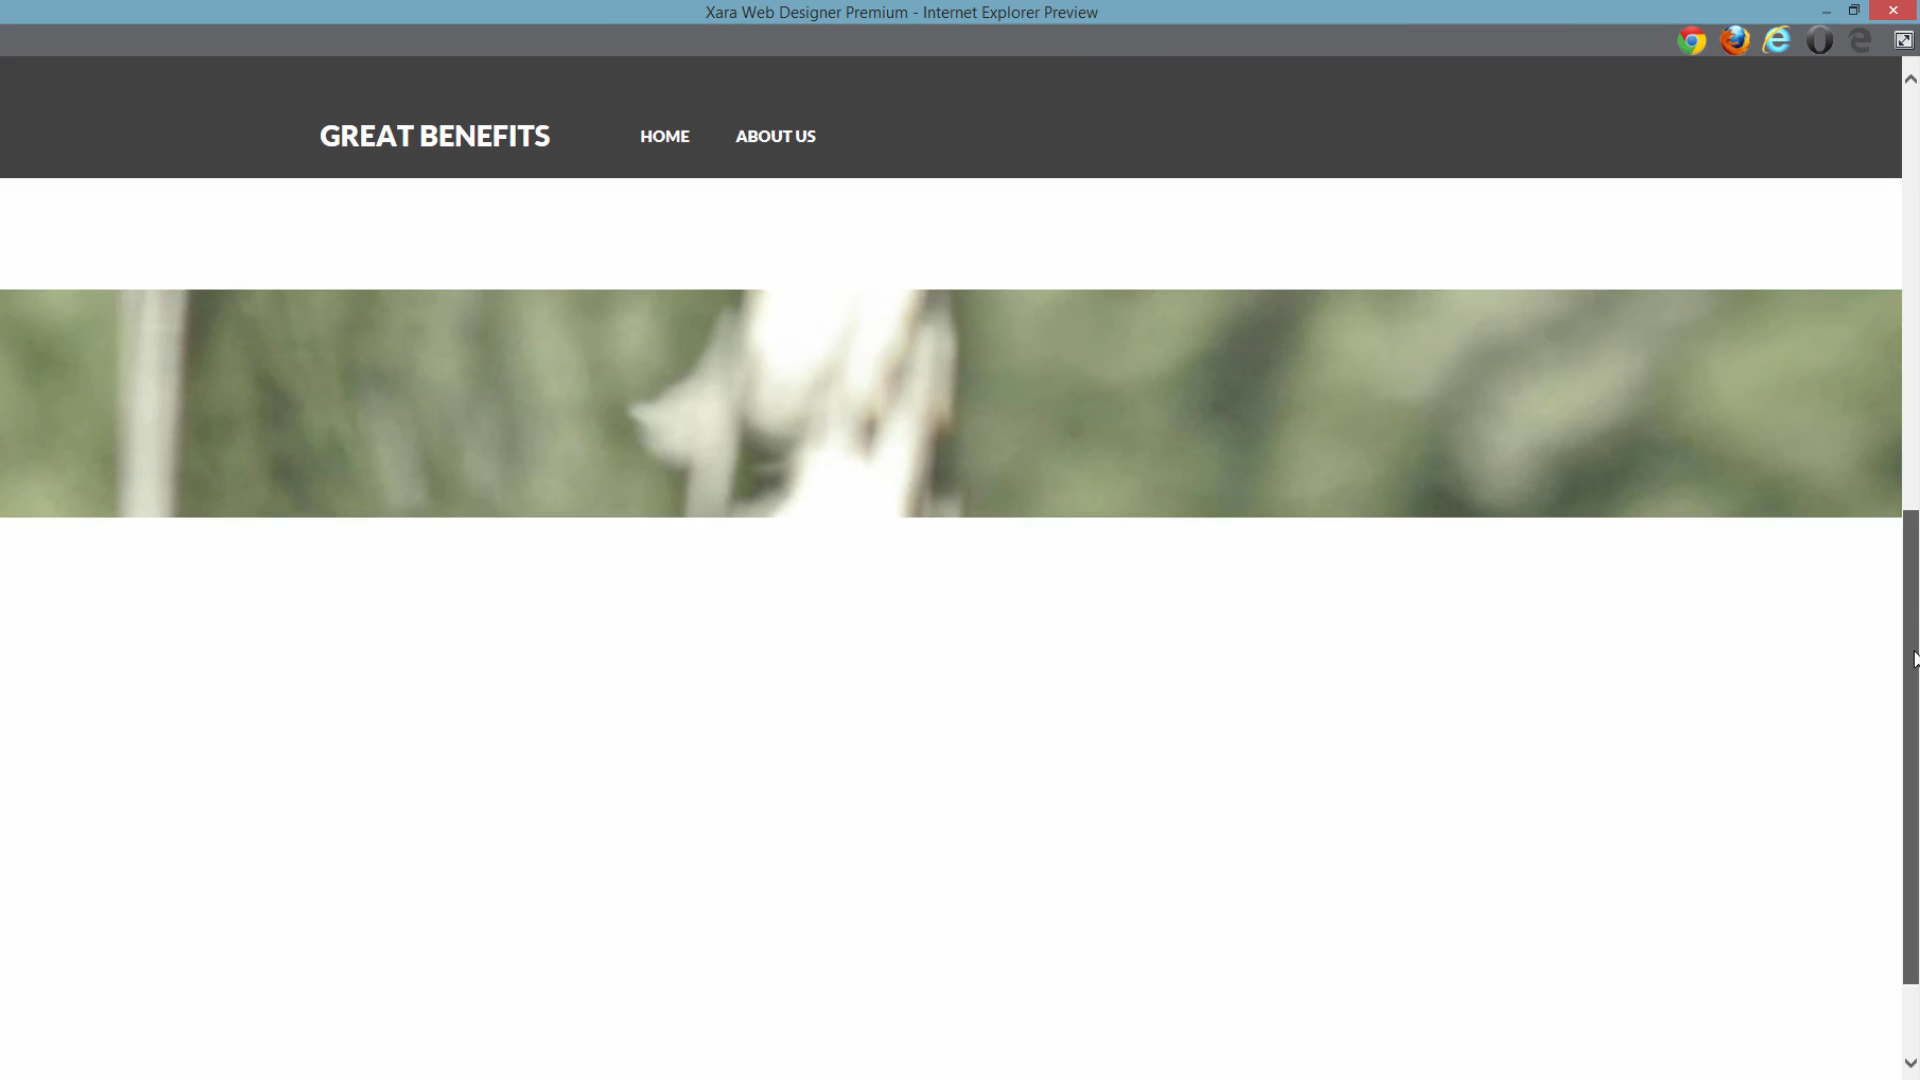 Xara Web Designer Premium - Internet Explorer Preview
GREAT BENEFITS
HOME
ABOUT US